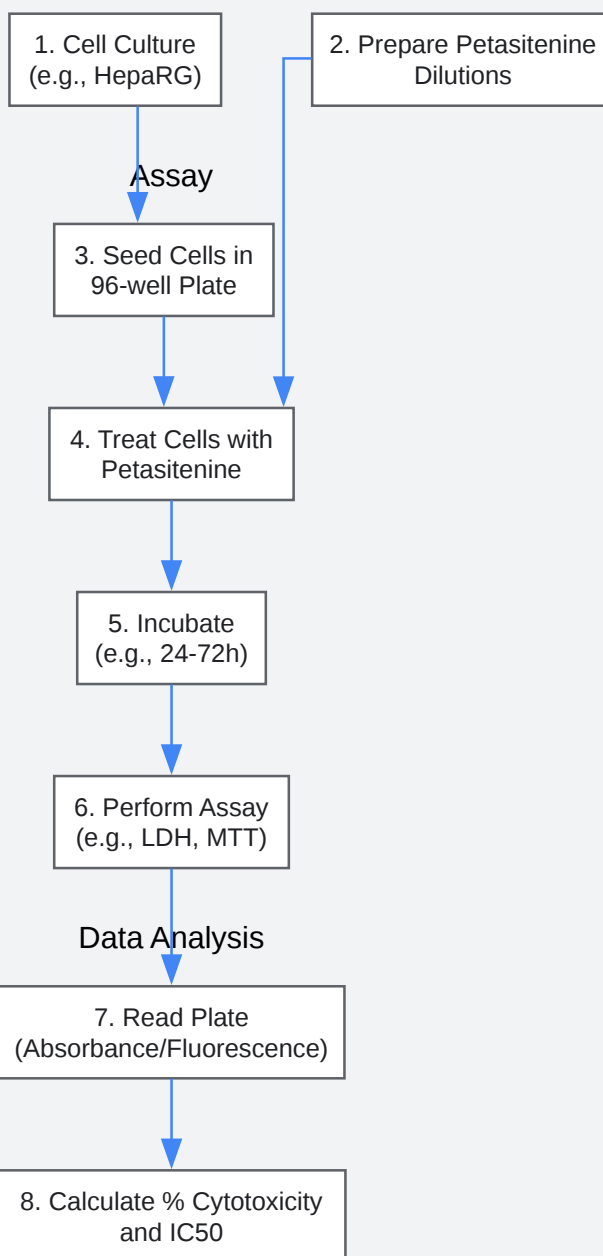 1. Cell Culture
(e.g., HepaRG)
2. Prepare Petasitenine
Dilutions
Assay
3. Seed Cells in
96-well Plate
4. Treat Cells with
Petasitenine
5. Incubate
(e.g., 24-72h)
6. Perform Assay
(e.g., LDH, MTT)
Data Analysis
7. Read Plate
(Absorbance/Fluorescence)
8. Calculate % Cytotoxicity
and IC50